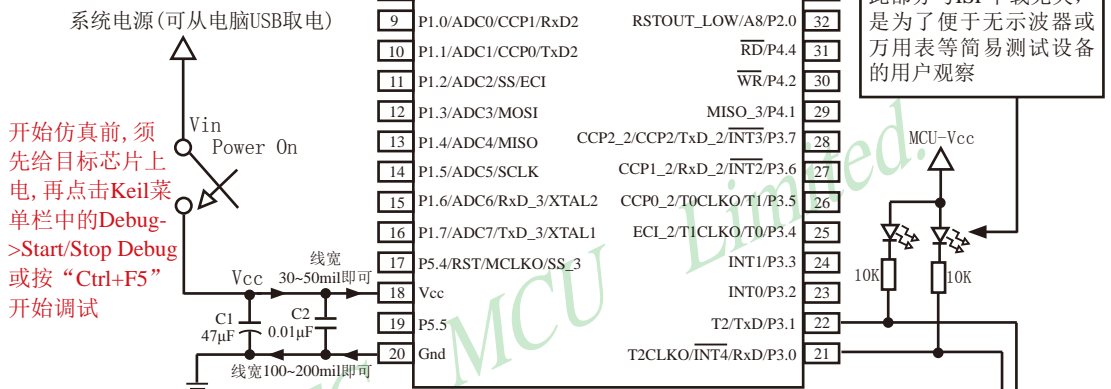 系统电源(可从电脑USB取电)
Vin
Power On
开始仿真前, 须
先给目标芯片上
电, 再点击Keil菜
单栏中的Debug-
>Start/Stop Debug
或按“Ctrl+F5”
开始调试
Vcc
线宽
30~50mil即可
C1
47μF
C2
0.01μF
线宽100~200mil即可
9 P1.0/ADC0/CCP1/RxD2
10 P1.1/ADC1/CCP0/TxD2
11 P1.2/ADC2/SS/ECI
12 P1.3/ADC3/MOSI
13 P1.4/ADC4/MISO
14 P1.5/ADC5/SCLK
15 P1.6/ADC6/RxD_3/XTAL2
16 P1.7/ADC7/TxD_3/XTAL1
17 P5.4/RST/MCLKO/SS_3
18 Vcc
19 P5.5
20 Gnd
RSTOUT_LOW/A8/P2.0 32
RD/P4.4 31
WR/P4.2 30
MISO_3/P4.1 29
CCP2_2/CCP2/TxD_2/INT3/P3.7 28
CCP1_2/RxD_2/INT2/P3.6 27
CCP0_2/T0CLKO/T1/P3.5 26
ECI_2/T1CLKO/T0/P3.4 25
INT1/P3.3 24
INT0/P3.2 23
T2/TxD/P3.1 22
T2CLKO/INT4/RxD/P3.0 21
是为了便于无示波器或
万用表等简易测试设备
的用户观察
MCU-Vcc
10K
10K
MCU Limited.